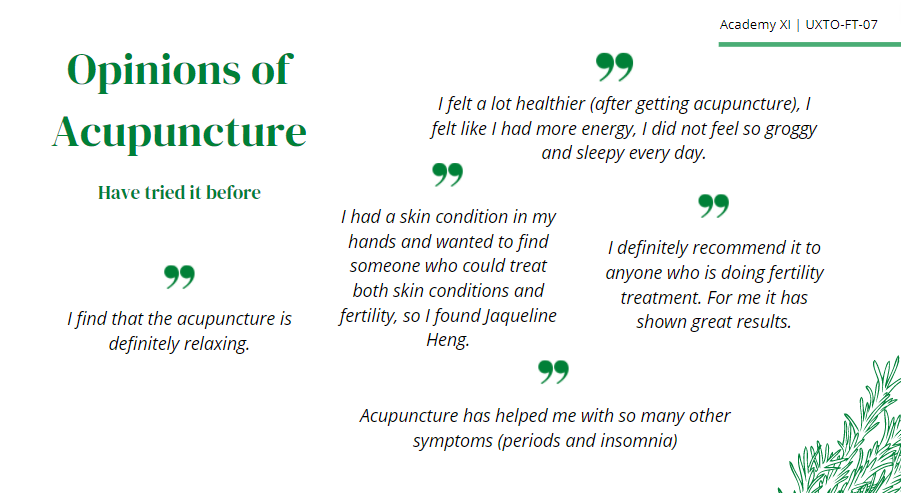 Academy XI | UXTO-FT-07
Opinions of
Acupuncture
Have tried it before
I find that the acupuncture is
definitely relaxing.
I felt a lot healthier (after getting acupuncture), I
felt like I had more energy, I did not feel so groggy
and sleepy every day.
I had a skin condition in my
hands and wanted to find
someone who could treat
both skin conditions and
fertility, so I found Jaqueline
Heng.
I definitely recommend it to
anyone who is doing fertility
treatment. For me it has
shown great results.
Acupuncture has helped me with so many other
symptoms (periods and insomnia)